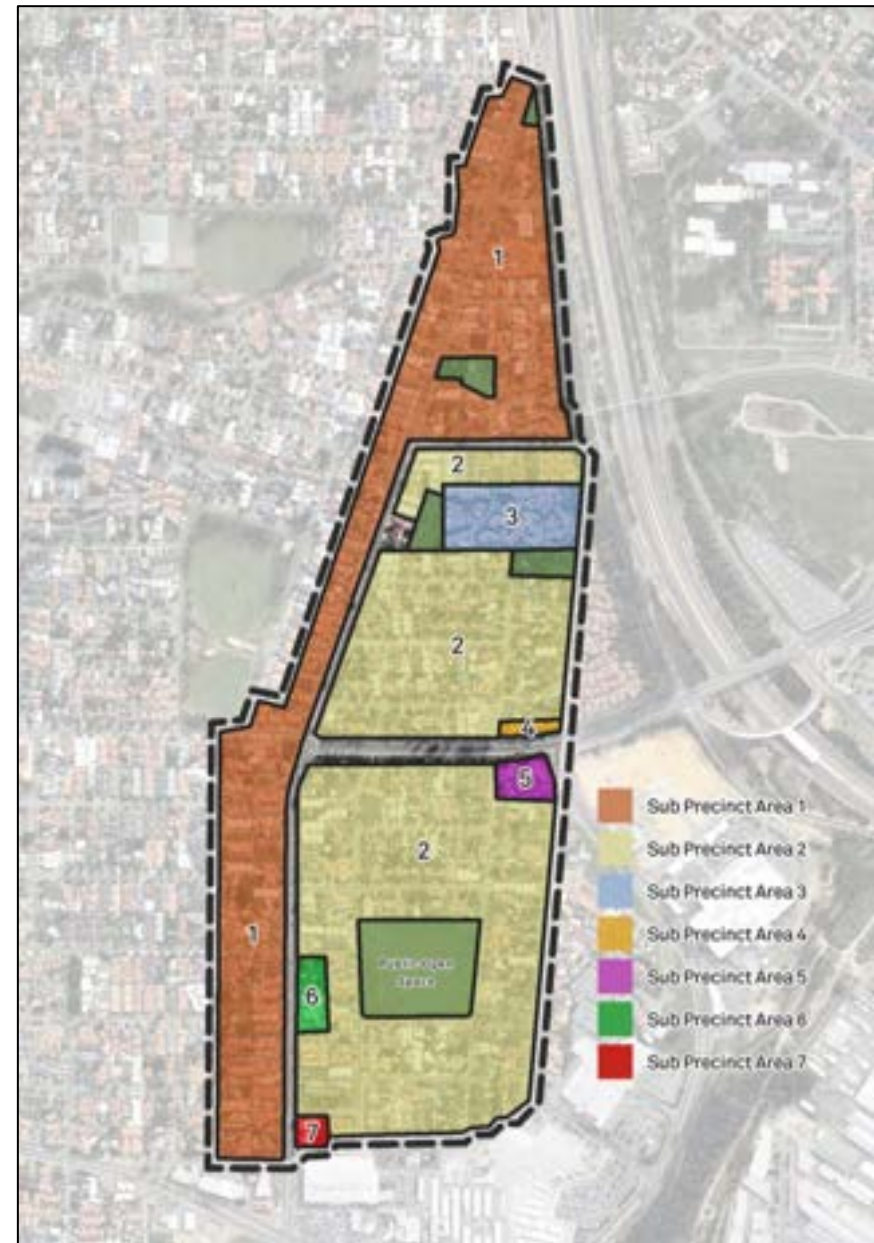 1
2
3
2
4
5
Sub Precinct Area 1
Sub Precinct Area 2
2
Sub Precinct Area 3
1
Sub Precinct Area 4
Public Open
Space
Sub Precinct Area 5
6
Sub Precinct Area 6
Sub Precinct Area 7
7